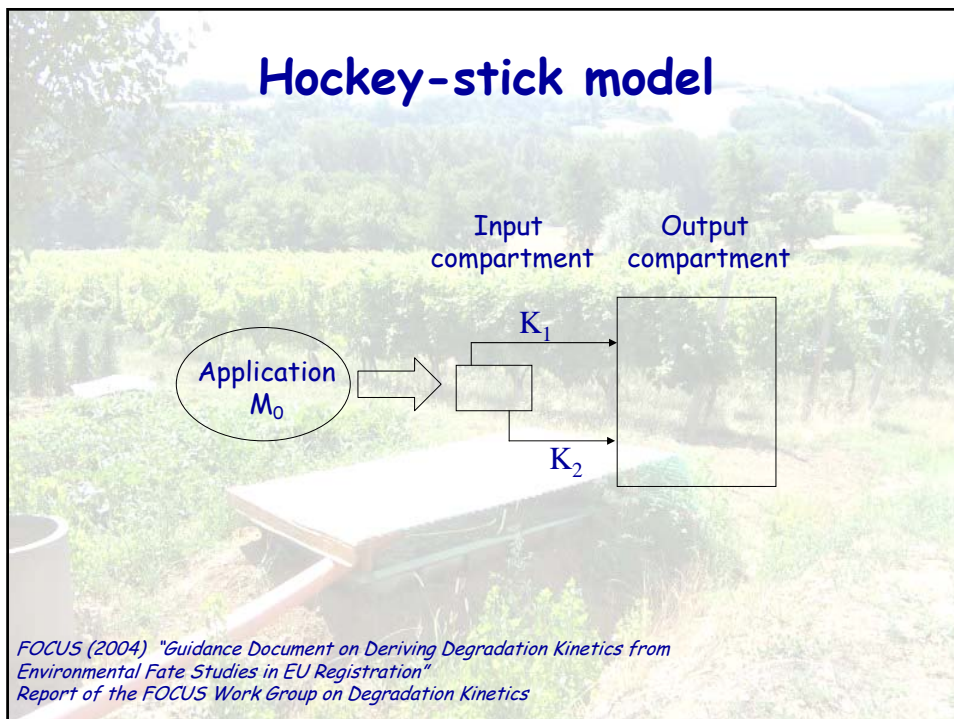 Hockey-stick model
Input
compartment
Output
compartment
K₁
Application
M₀
K₂
FOCUS (2004) "Guidance Document on Deriving Degradation Kinetics from
Environmental Fate Studies in EU Registration"
Report of the FOCUS Work Group on Degradation Kinetics